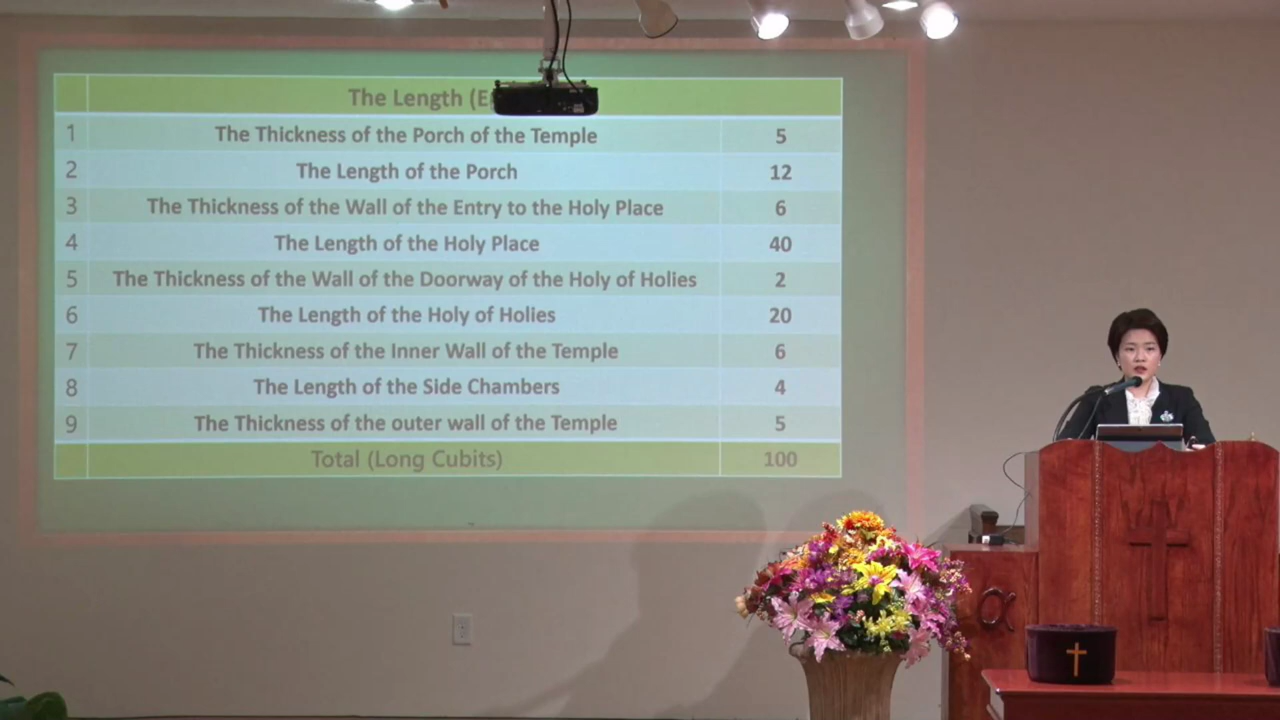 The Length (E
1 The Thickness of the Porch of the Temple 5
2 The Length of the Porch 12
3 The Thickness of the Wall of the Entry to the Holy Place 6
4 The Length of the Holy Place 40
5 The Thickness of the Wall of the Doorway of the Holy of Holies 2
6 The Length of the Holy of Holies 20
7 The Thickness of the Inner Wall of the Temple 6
8 The Length of the Side Chambers 4
9 The Thickness of the outer wall of the Temple 5
Total (Long Cubits) 100
α